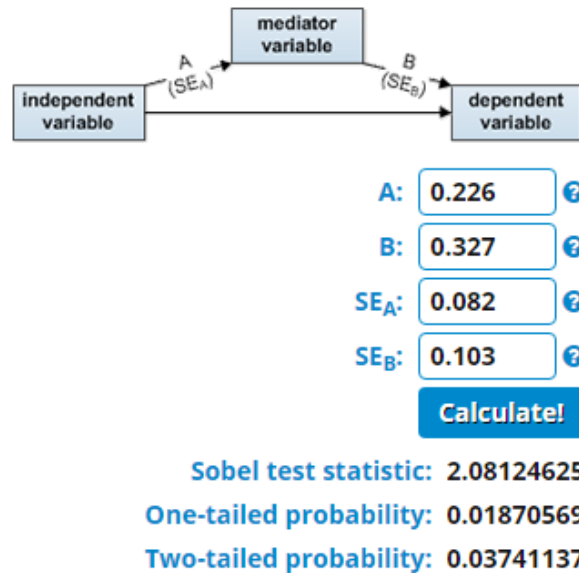 mediator
variable
A
(SEA)
B
(SEB)
independent
variable
dependent
variable
A: 0.226 ?
B: 0.327 ?
SEA: 0.082 ?
SEB: 0.103 ?
Calculate!
Sobel test statistic: 2.08124625
One-tailed probability: 0.01870569
Two-tailed probability: 0.03741137